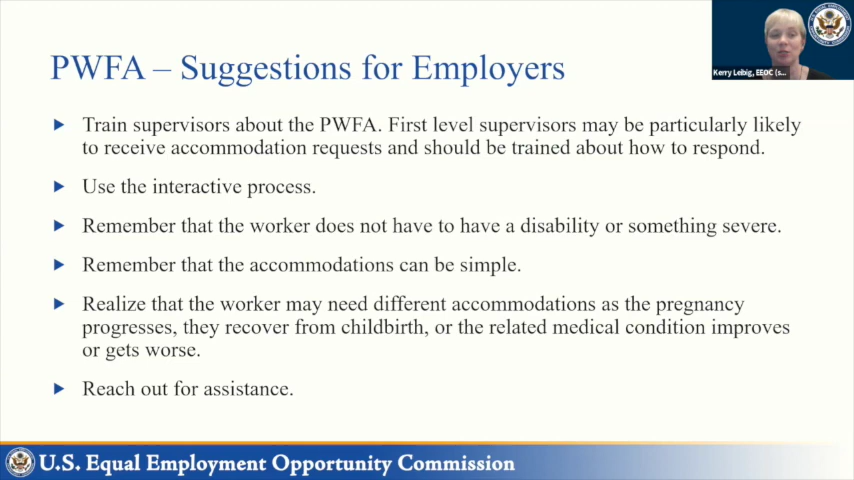 Kerry Leibig, EEOC (s...
PWFA – Suggestions for Employers
Train supervisors about the PWFA. First level supervisors may be particularly likely
to receive accommodation requests and should be trained about how to respond.
Use the interactive process.
Remember that the worker does not have to have a disability or something severe.
Remember that the accommodations can be simple.
Realize that the worker may need different accommodations as the pregnancy
progresses, they recover from childbirth, or the related medical condition improves
or gets worse.
Reach out for assistance.
U.S. Equal Employment Opportunity Commission